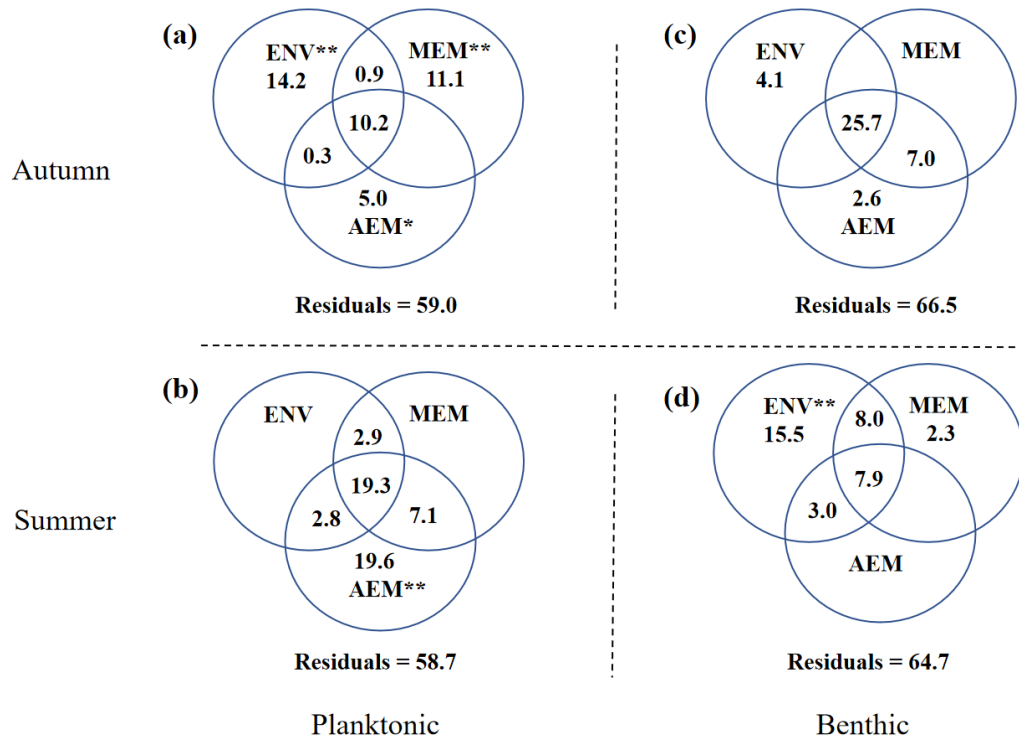 (a)
ENV**
14.2
0.9
MEM**
11.1
10.2
0.3
5.0
AEM*
Residuals = 59.0
(c)
ENV
4.1
MEM
25.7
7.0
2.6
AEM
Residuals = 66.5
Autumn
(b)
ENV
MEM
2.9
19.3
2.8
7.1
19.6
AEM**
Residuals = 58.7
(d)
ENV**
15.5
8.0
MEM
2.3
7.9
3.0
AEM
Residuals = 64.7
Summer
Planktonic
Benthic